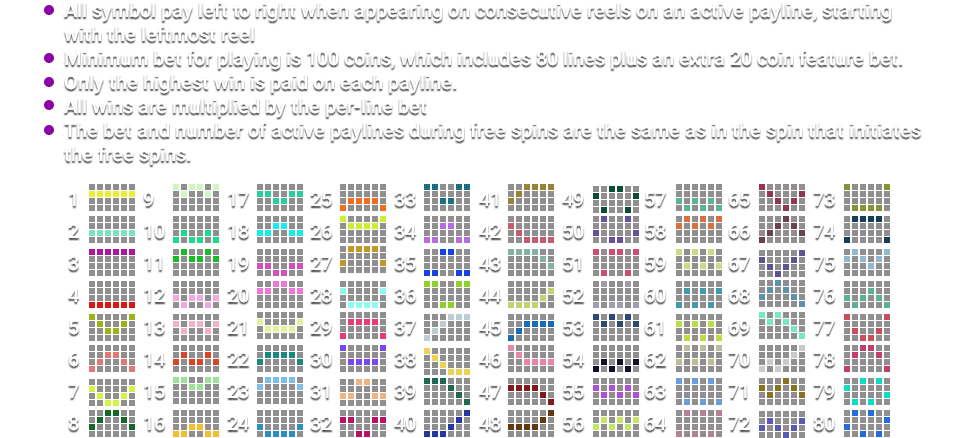 All symbol pay left to right when appearing on consecutive reels on an active payline, starting
with the leftmost reel
Minimum bet for playing is 100 coins, which includes 80 lines plus an extra 20 coin feature bet.
Only the highest win is paid on each payline.
All wins are multiplied by the per-line bet
The bet and number of active paylines during free spins are the same as in the spin that initiates
the free spins.
1 9 17 25 33 41 49 57 65 73
2 10 18 26 34 42 50 58 66 74
3 11 19 27 35 43 51 59 67 75
4 12 20 28 36 44 52 60 68 76
5 13 21 29 37 45 53 61 69 77
6 14 22 30 38 46 54 62 70 78
7 15 23 31 39 47 55 63 71 79
8 16 24 32 40 48 56 64 72 80